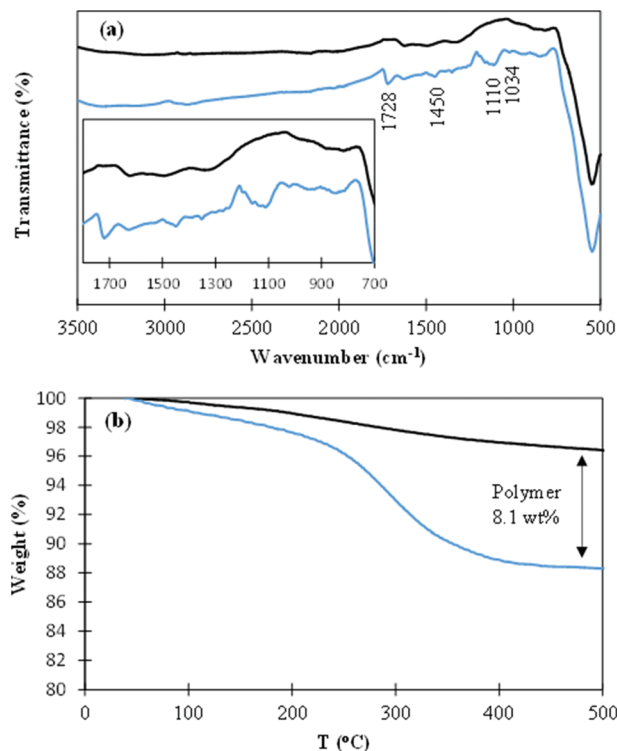 (a)
1728
1450
1110
1034
Transmittance (%)
1700 1500 1300 1100 900 700
3500 3000 2500 2000 1500 1000 500
Wavenumber (cm-1)
(b)
100
98
96
94
92
90
88
86
84
82
80
Weight (%)
Polymer
8.1 wt%
0 100 200 300 400 500
T (°C)